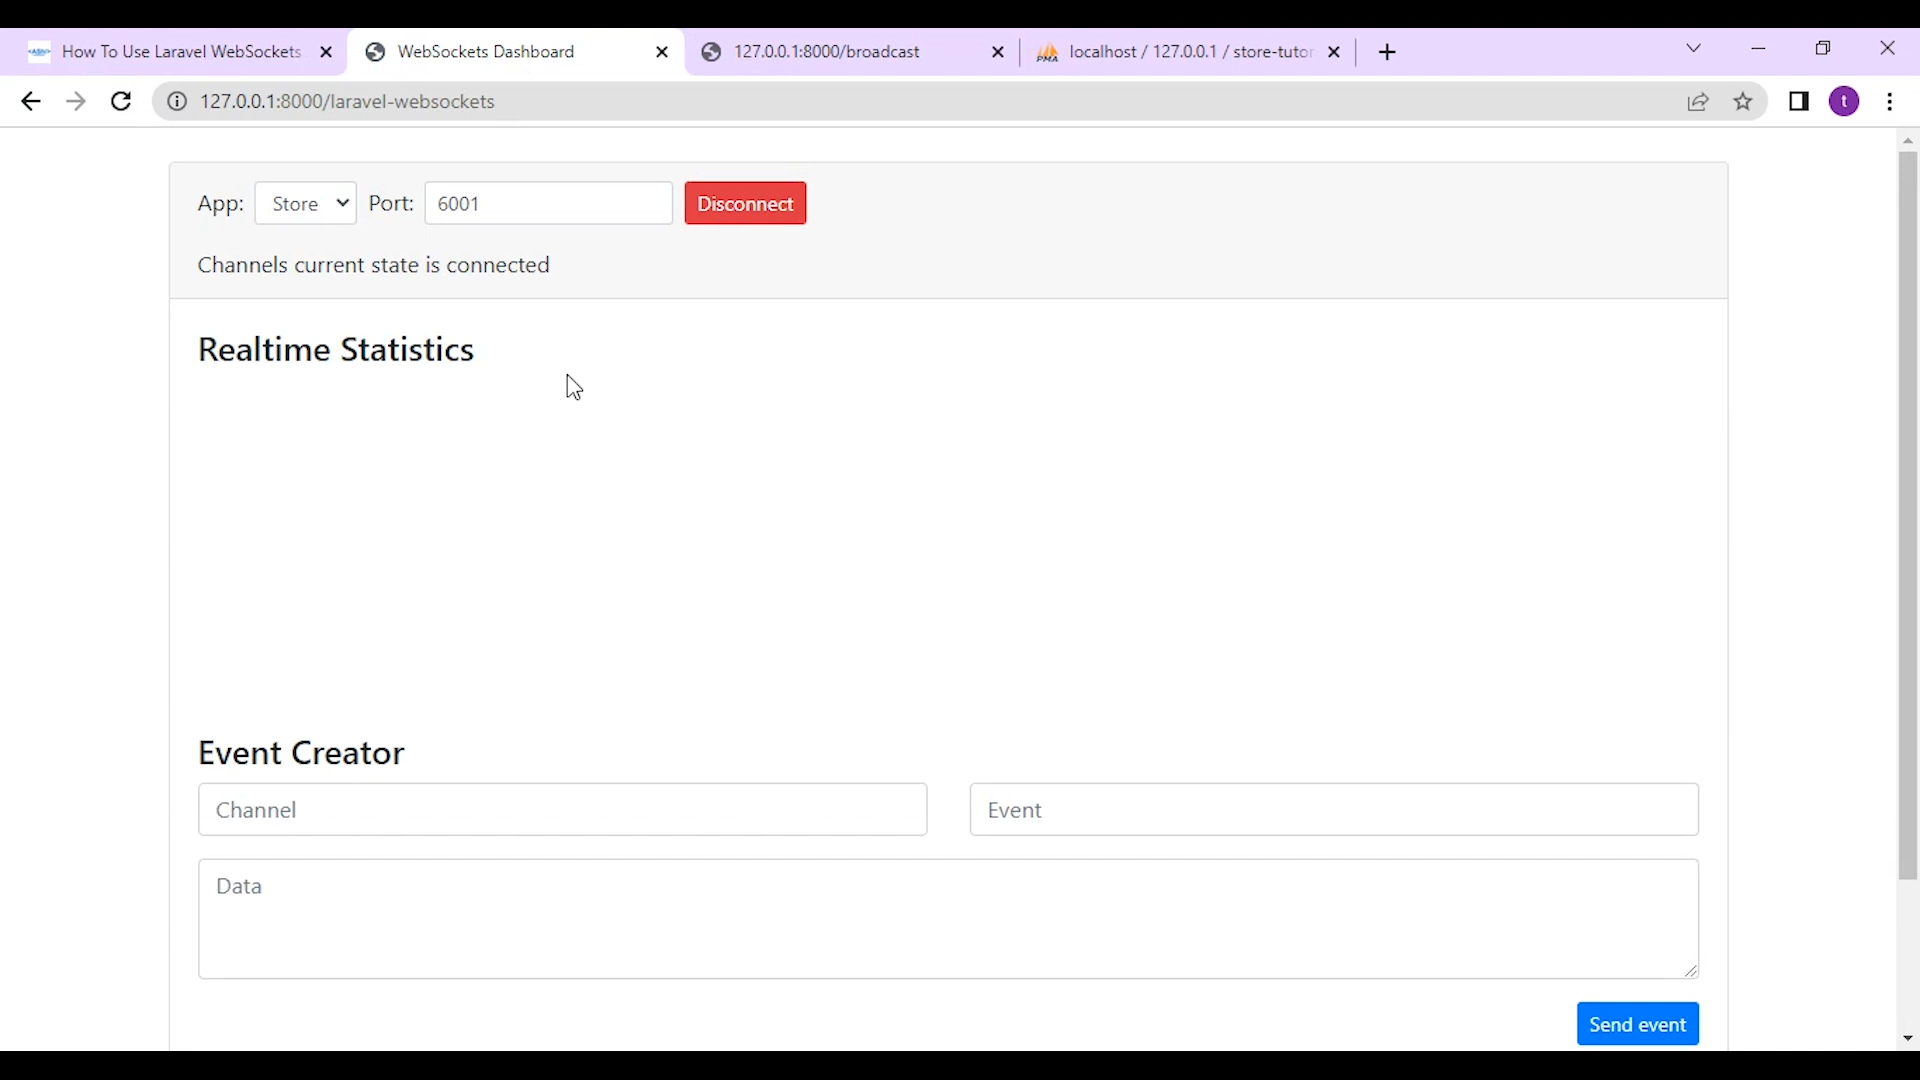 How To Use Laravel WebSockets
WebSockets Dashboard
127.0.0.1:8000/broadcast
PMA
localhost / 127.0.0.1 / store-tutor
127.0.0.1:8000/laravel-websockets
t
App: Store Port: 6001 Disconnect
Channels current state is connected
Realtime Statistics
Event Creator
Channel
Event
Data
Send event